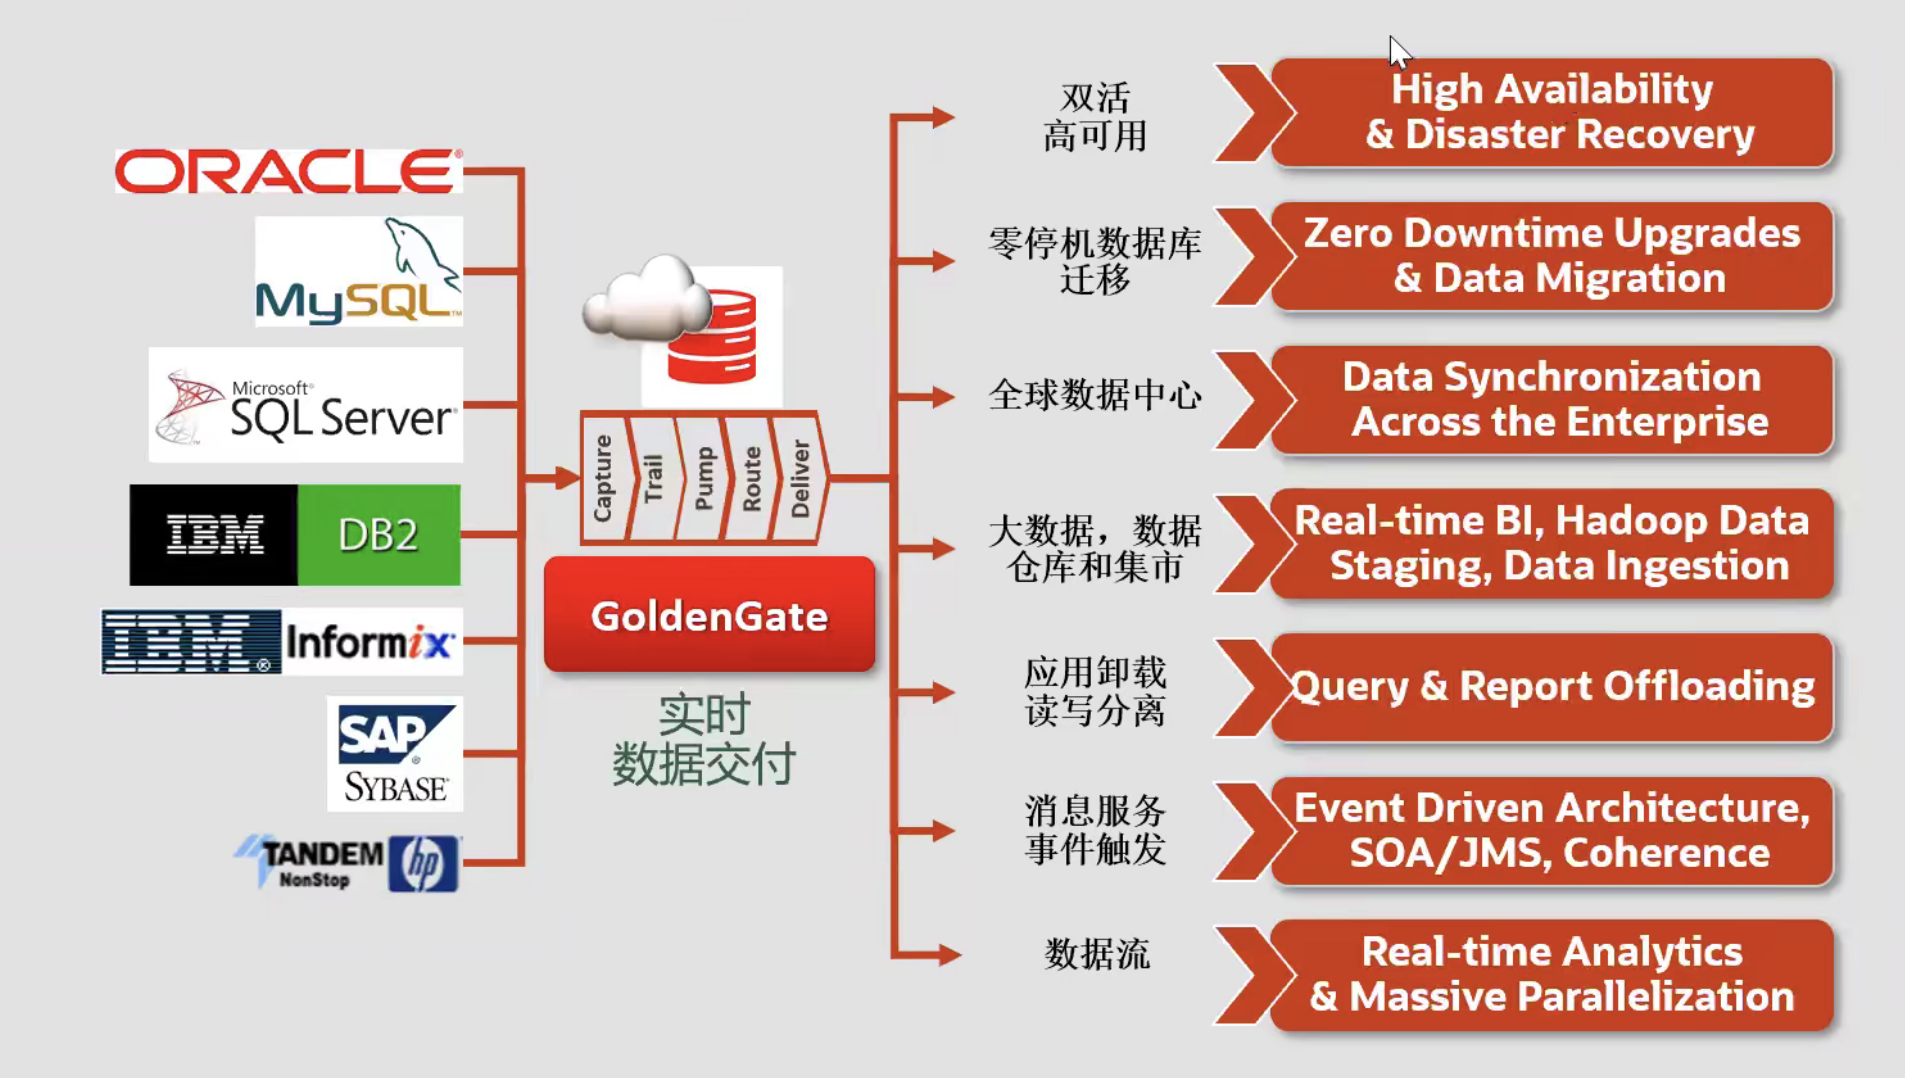 ORACLE®
MySQL™
Microsoft®
SQL Server®
IBM DB2
IBM® Informix®
SAP®
SYBASE®
TANDEM hp
NonStop
Capture
Trail
Pump
Route
Deliver
GoldenGate
实时
数据交付
双活
高可用
High Availability
& Disaster Recovery
零停机数据库
迁移
Zero Downtime Upgrades
& Data Migration
全球数据中心
Data Synchronization
Across the Enterprise
大数据，数据
仓库和集市
Real-time BI, Hadoop Data
Staging, Data Ingestion
应用卸载
读写分离
Query & Report Offloading
消息服务
事件触发
Event Driven Architecture,
SOA/JMS, Coherence
数据流
Real-time Analytics
& Massive Parallelization